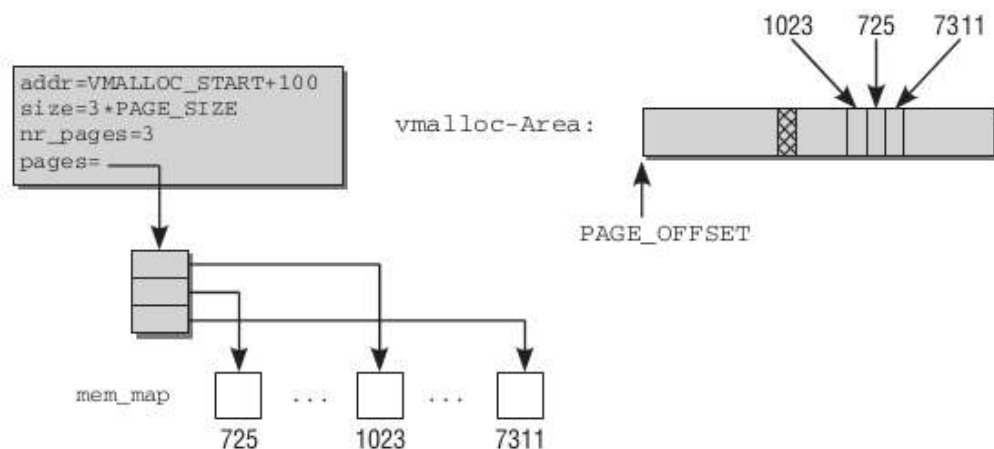 1023 725 7311
addr=VMALLOC_START+100
size=3*PAGE_SIZE
nr_pages=3
pages=
vmalloc-Area:
PAGE_OFFSET
mem_map ... ...
725 1023 7311